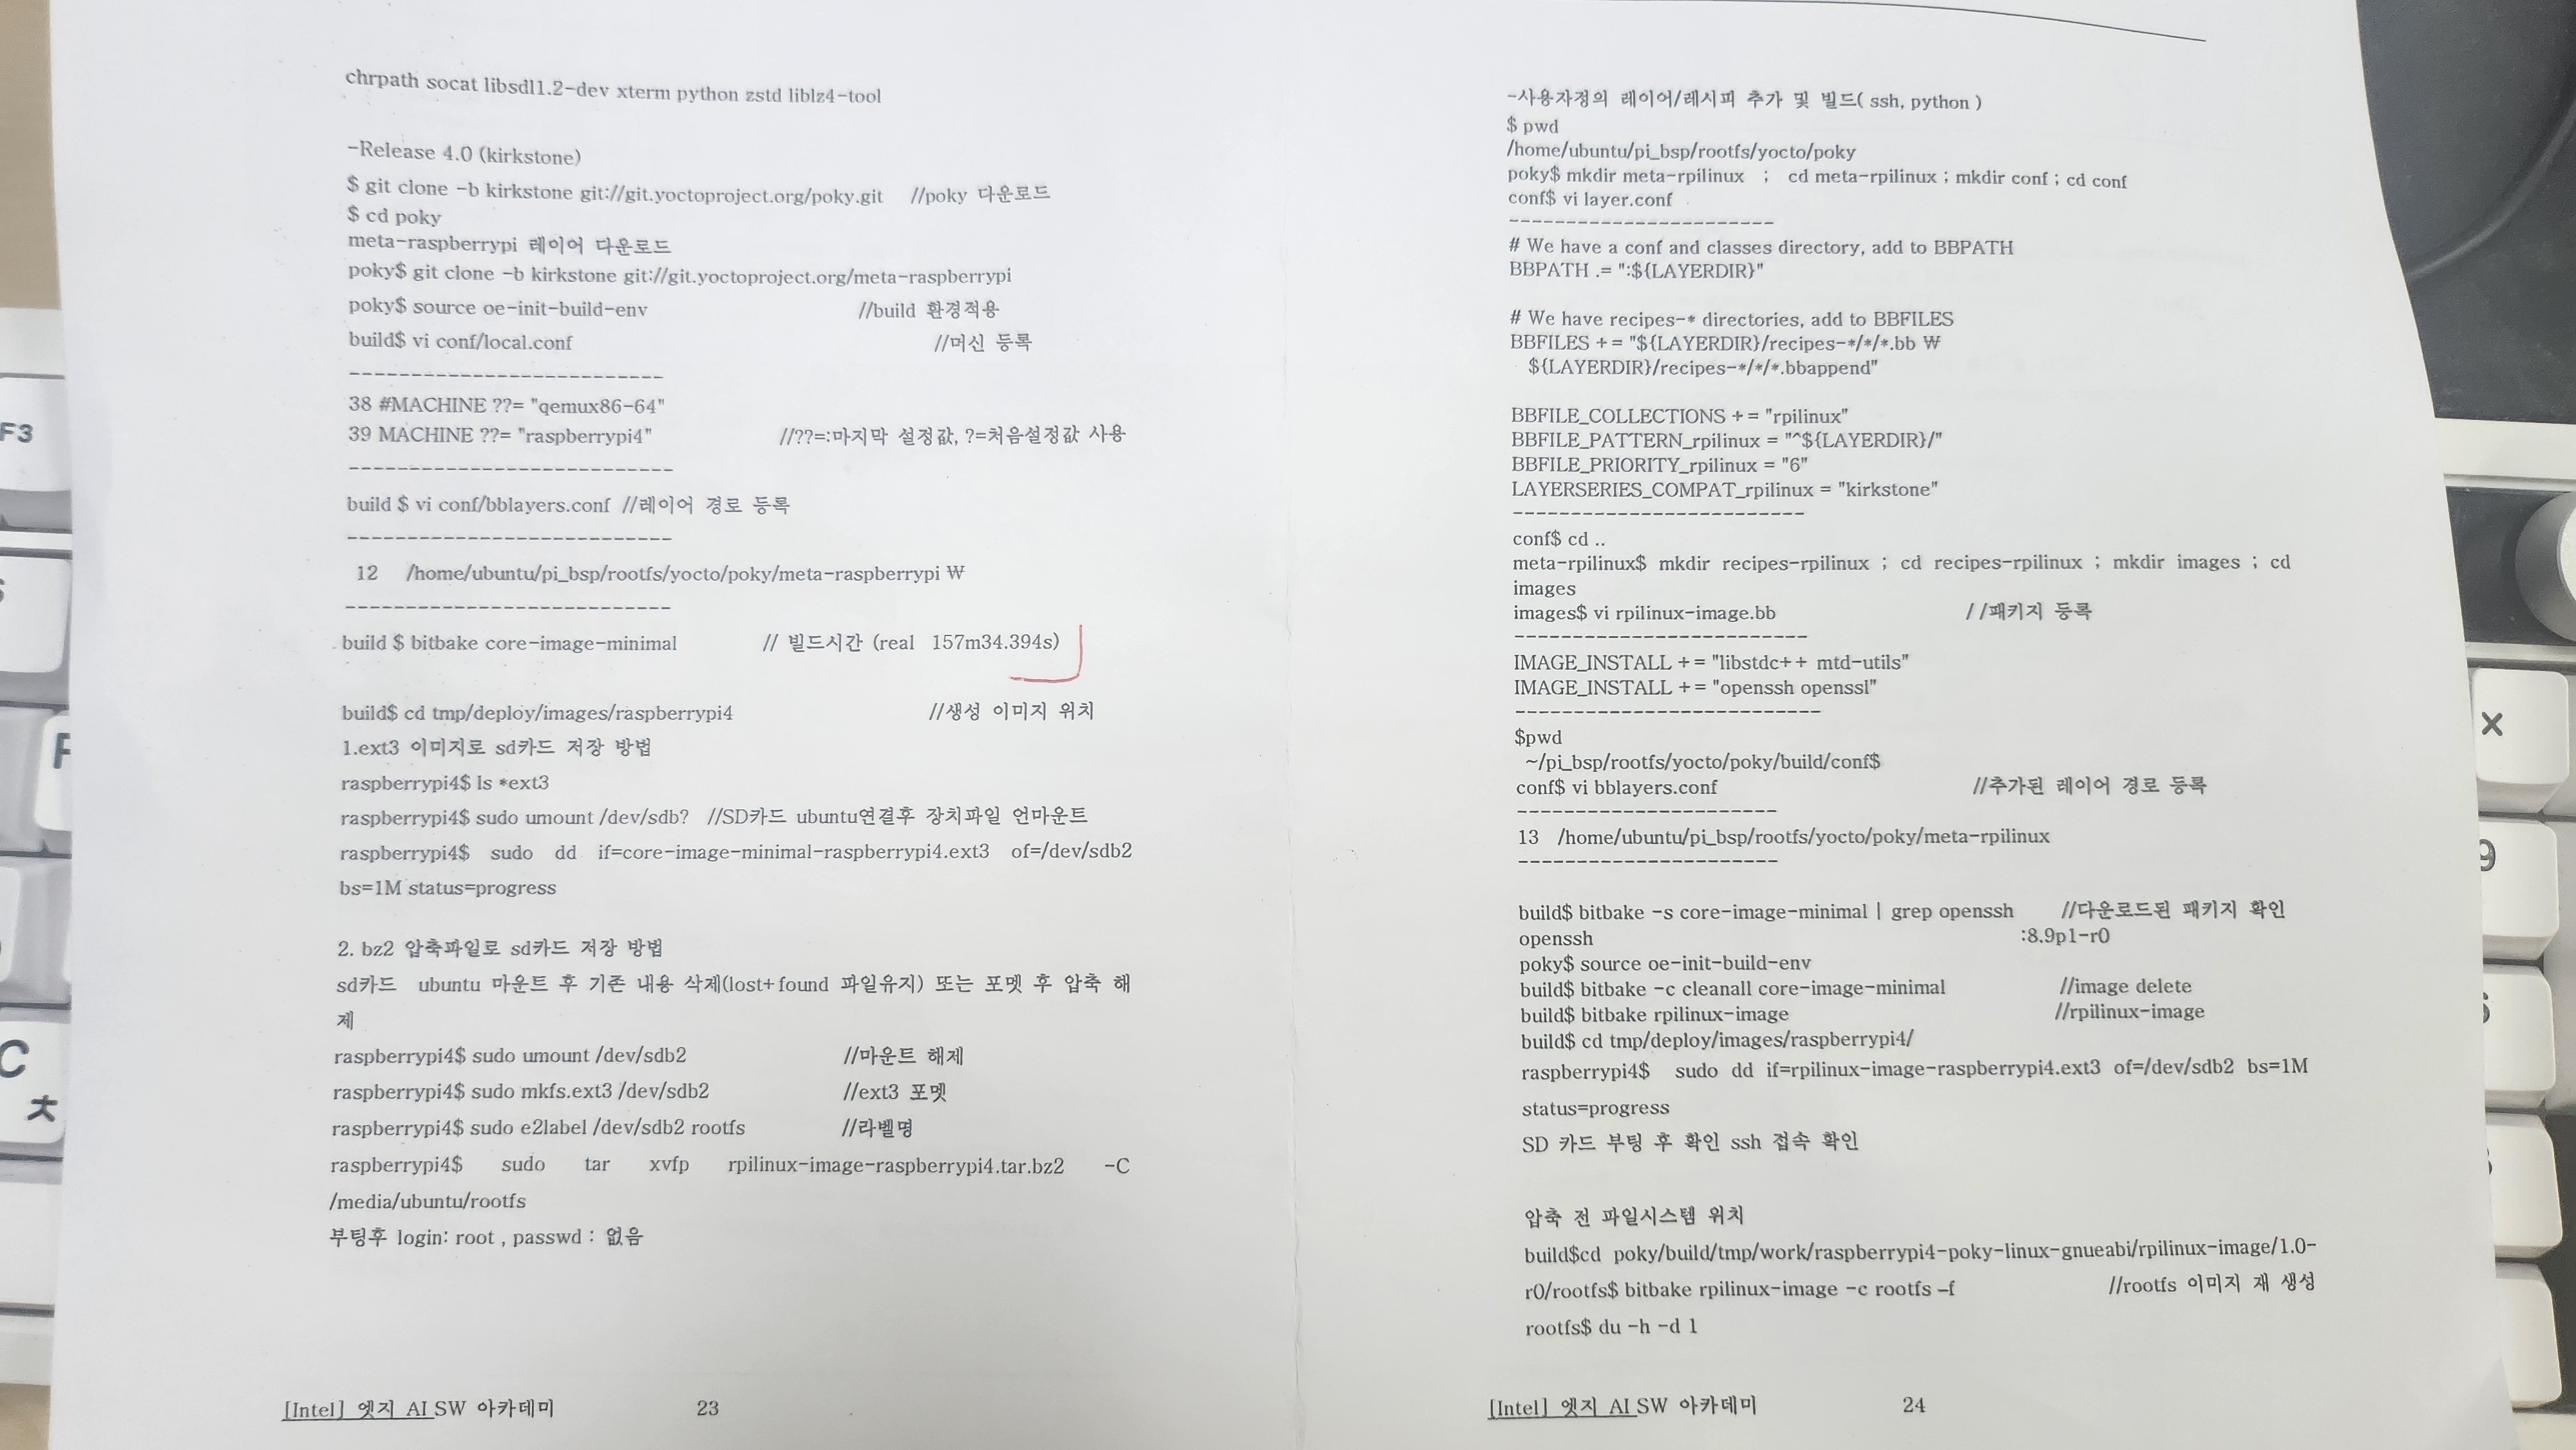 chrpath socat libsdl1.2-dev xterm python zstd liblz4-tool
-Release 4.0 (kirkstone)
$ git clone -b kirkstone git://git.yoctoproject.org/poky.git //poky 다운로드
$ cd poky
meta-raspberrypi 레이어 다운로드
poky$ git clone -b kirkstone git://git.yoctoproject.org/meta-raspberrypi
poky$ source oe-init-build-env //build 환경적용
build$ vi conf/local.conf //머신 등록
--------------------------
38 #MACHINE ??= "qemux86-64"
39 MACHINE ??= "raspberrypi4" //??=:마지막 설정값, ?=처음설정값 사용
---------------------------
build $ vi conf/bblayers.conf //레이어 경로 등록
---------------------------
12 /home/ubuntu/pi_bsp/rootfs/yocto/poky/meta-raspberrypi ₩
---------------------------
build $ bitbake core-image-minimal // 빌드시간 (real 157m34.394s)
build$ cd tmp/deploy/images/raspberrypi4 //생성 이미지 위치
1.ext3 이미지로 sd카드 저장 방법
raspberrypi4$ ls *ext3
raspberrypi4$ sudo umount /dev/sdb? //SD카드 ubuntu연결후 장치파일 언마운트
raspberrypi4$ sudo dd if=core-image-minimal-raspberrypi4.ext3 of=/dev/sdb2
bs=1M status=progress
2. bz2 압축파일로 sd카드 저장 방법
sd카드 ubuntu 마운트 후 기존 내용 삭제(lost+found 파일유지) 또는 포멧 후 압축 해
제
raspberrypi4$ sudo umount /dev/sdb2 //마운트 해제
raspberrypi4$ sudo mkfs.ext3 /dev/sdb2 //ext3 포멧
raspberrypi4$ sudo e2label /dev/sdb2 rootfs //라벨명
raspberrypi4$ sudo tar xvfp rpilinux-image-raspberrypi4.tar.bz2 -C
/media/ubuntu/rootfs
부팅후 login: root , passwd : 없음
[Intel] 엣지 AI SW 아카데미 23
-사용자정의 레이어/레시피 추가 및 빌드( ssh, python )
$ pwd
/home/ubuntu/pi_bsp/rootfs/yocto/poky
poky$ mkdir meta-rpilinux ; cd meta-rpilinux ; mkdir conf ; cd conf
conf$ vi layer.conf
-----------------------
# We have a conf and classes directory, add to BBPATH
BBPATH .= ":${LAYERDIR}"
# We have recipes-* directories, add to BBFILES
BBFILES += "${LAYERDIR}/recipes-*/*/*.bb ₩
${LAYERDIR}/recipes-*/*/*.bbappend"
BBFILE_COLLECTIONS += "rpilinux"
BBFILE_PATTERN_rpilinux = "^${LAYERDIR}/"
BBFILE_PRIORITY_rpilinux = "6"
LAYERSERIES_COMPAT_rpilinux = "kirkstone"
-------------------------
conf$ cd ..
meta-rpilinux$ mkdir recipes-rpilinux ; cd recipes-rpilinux ; mkdir images ; cd
images
images$ vi rpilinux-image.bb / /패키지 등록
-------------------------
IMAGE_INSTALL += "libstdc++ mtd-utils"
IMAGE_INSTALL += "openssh openssl"
--------------------------
$pwd
~/pi_bsp/rootfs/yocto/poky/build/conf$
conf$ vi bblayers.conf //추가된 레이어 경로 등록
----------------------
13 /home/ubuntu/pi_bsp/rootfs/yocto/poky/meta-rpilinux
----------------------
build$ bitbake -s core-image-minimal | grep openssh //다운로드된 패키지 확인
openssh :8.9p1-r0
poky$ source oe-init-build-env
build$ bitbake -c cleanall core-image-minimal //image delete
build$ bitbake rpilinux-image //rpilinux-image
build$ cd tmp/deploy/images/raspberrypi4/
raspberrypi4$ sudo dd if=rpilinux-image-raspberrypi4.ext3 of=/dev/sdb2 bs=1M
status=progress
SD 카드 부팅 후 확인 ssh 접속 확인
압축 전 파일시스템 위치
build$cd poky/build/tmp/work/raspberrypi4-poky-linux-gnueabi/rpilinux-image/1.0-
r0/rootfs$ bitbake rpilinux-image -c rootfs –f //rootfs 이미지 재 생성
rootfs$ du -h -d 1
[Intel] 엣지 AI SW 아카데미 24
F3
C
ㅊ
X
9